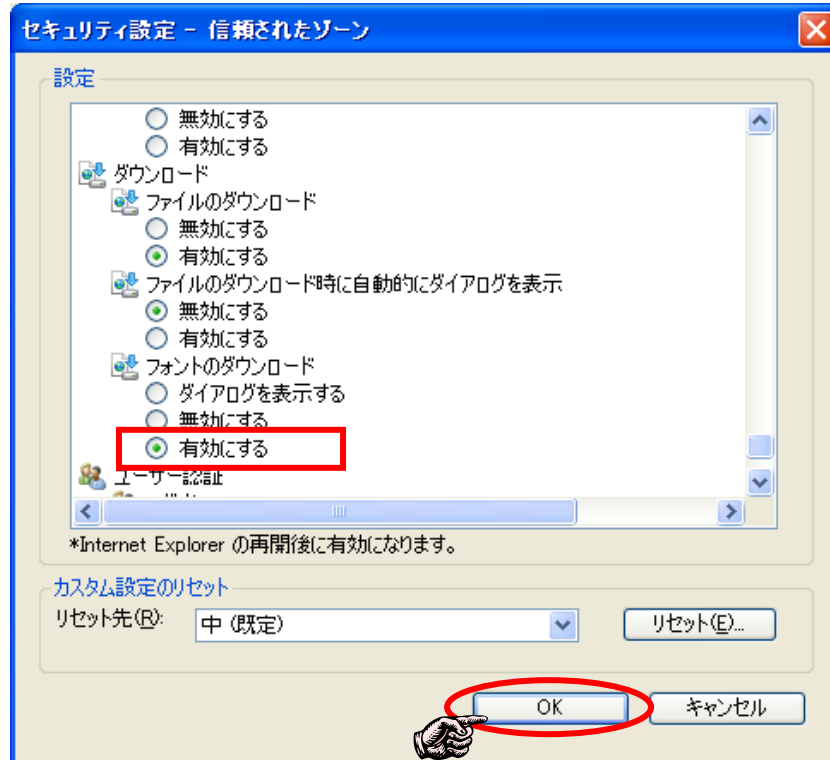 セキュリティ設定 - 信頼されたゾーン
設定
無効にする
有効にする
ダウンロード
ファイルのダウンロード
無効にする
有効にする
ファイルのダウンロード時に自動的にダイアログを表示
無効にする
有効にする
フォントのダウンロード
ダイアログを表示する
無効にする
有効にする
ユーザー認証
*Internet Explorer の再開後に有効になります。
カスタム設定のリセット
リセット先(R):
中 (既定)
リセット(E)...
OK
キャンセル